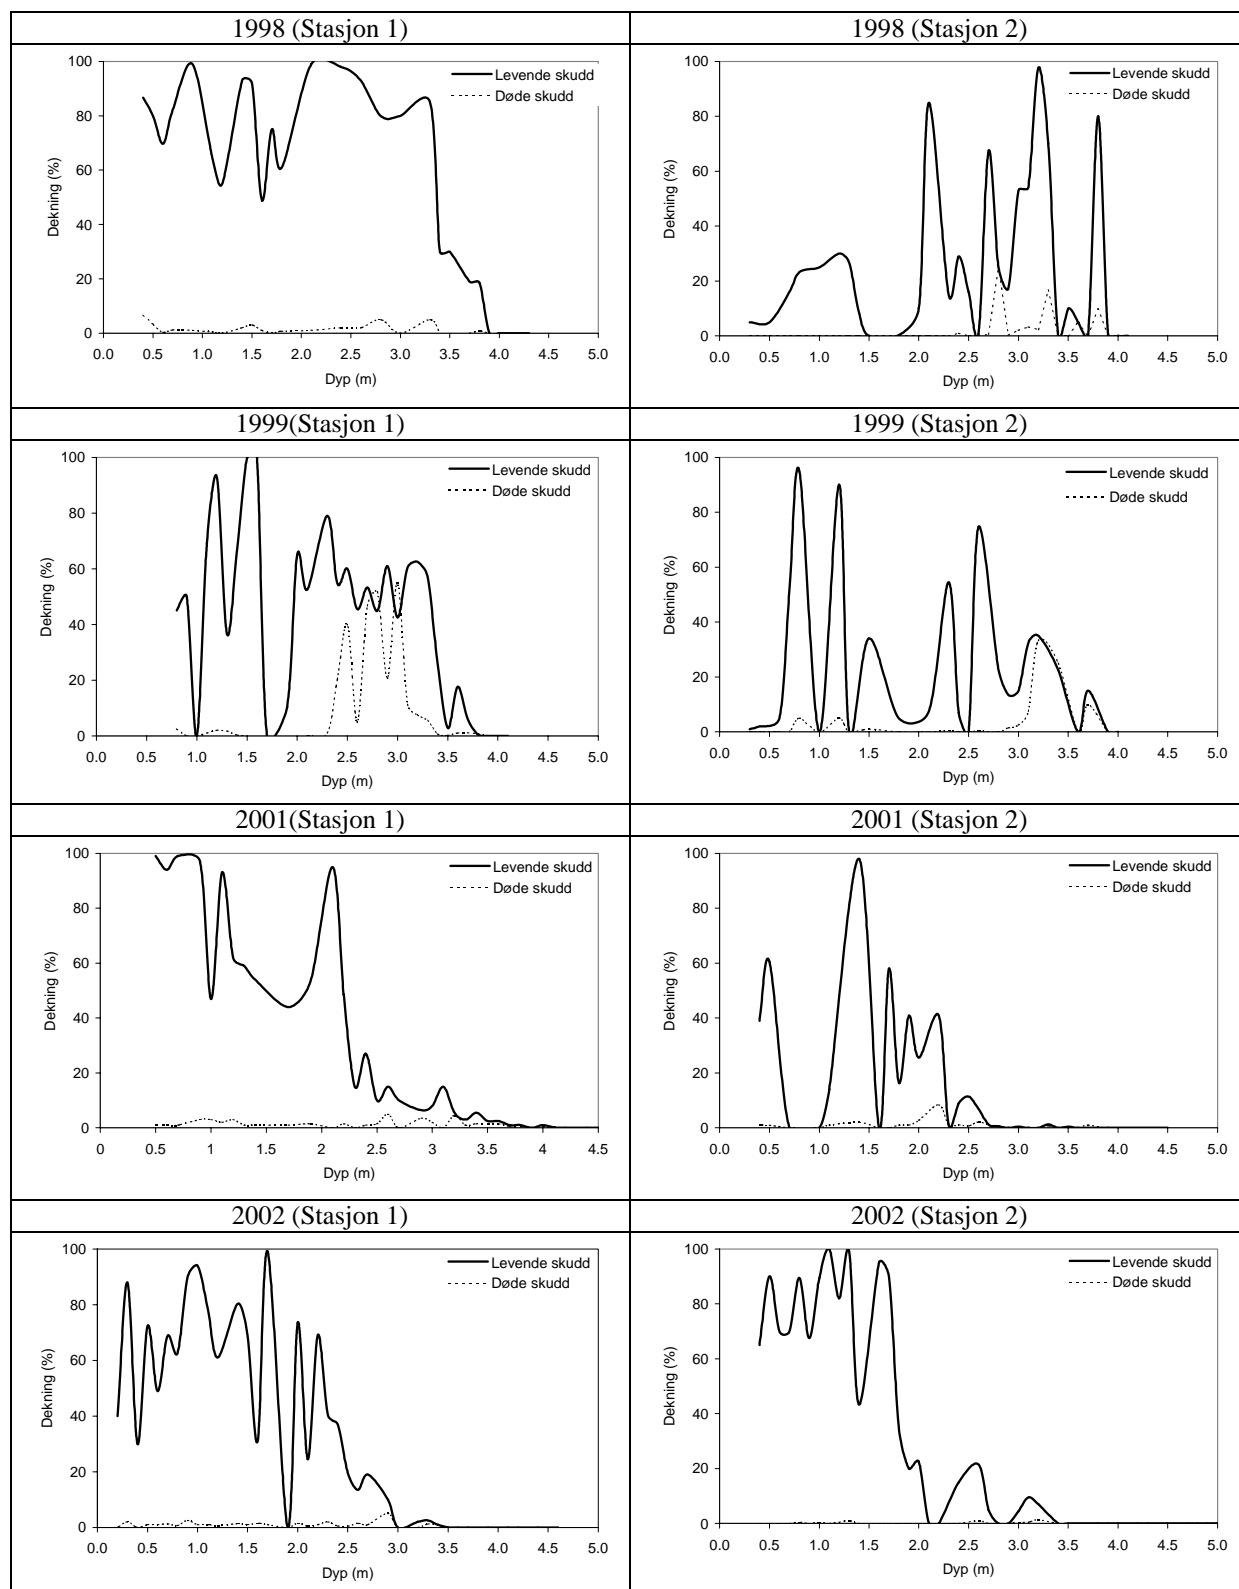 1998 (Stasjon 1)
100
80
60
40
20
0
Dekning (%)
0.0 0.5 1.0 1.5 2.0 2.5 3.0 3.5 4.0 4.5 5.0
Dyp (m)
Levende skudd
Døde skudd
1998 (Stasjon 2)
100
80
60
40
20
0
Dekning (%)
0.0 0.5 1.0 1.5 2.0 2.5 3.0 3.5 4.0 4.5 5.0
Dyp (m)
Levende skudd
Døde skudd
1999(Stasjon 1)
100
80
60
40
20
0
Dekning (%)
0.0 0.5 1.0 1.5 2.0 2.5 3.0 3.5 4.0 4.5 5.0
Dyp (m)
Levende skudd
Døde skudd
1999 (Stasjon 2)
100
80
60
40
20
0
Dekning (%)
0.0 0.5 1.0 1.5 2.0 2.5 3.0 3.5 4.0 4.5 5.0
Dyp (m)
Levende skudd
Døde skudd
2001(Stasjon 1)
100
80
60
40
20
0
Dekning (%)
0 0.5 1.0 1.5 2.0 2.5 3.0 3.5 4.0 4.5
Dyp (m)
Levende skudd
Døde skudd
2001 (Stasjon 2)
100
80
60
40
20
0
Dekning (%)
0.0 0.5 1.0 1.5 2.0 2.5 3.0 3.5 4.0 4.5 5.0
Dyp (m)
Levende skudd
Døde skudd
2002 (Stasjon 1)
100
80
60
40
20
0
Dekning (%)
0.0 0.5 1.0 1.5 2.0 2.5 3.0 3.5 4.0 4.5 5.0
Dyp (m)
Levende skudd
Døde skudd
2002 (Stasjon 2)
100
80
60
40
20
0
Dekning (%)
0.0 0.5 1.0 1.5 2.0 2.5 3.0 3.5 4.0 4.5 5.0
Dyp (m)
Levende skudd
Døde skudd